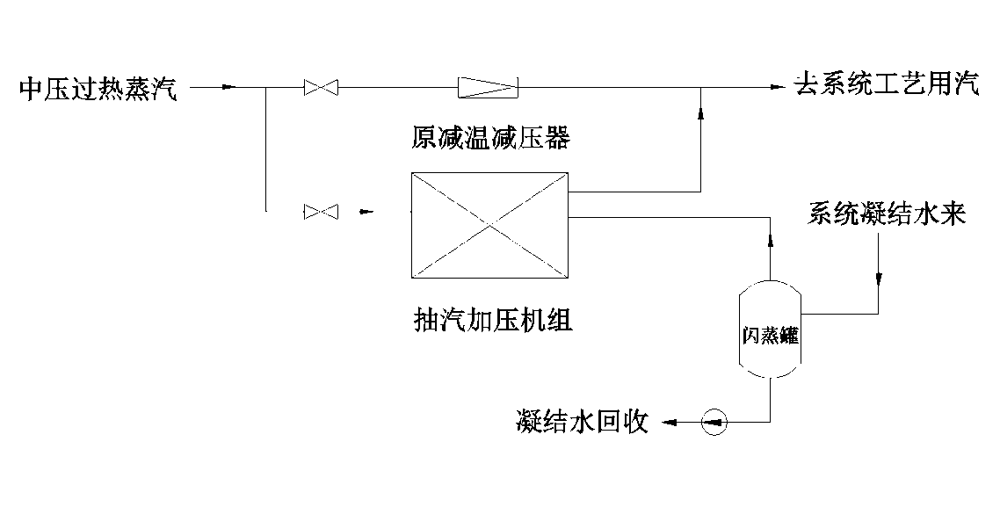 中压过热蒸汽
去系统工艺用汽
原减温减压器
系统凝结水来
抽汽加压机组
闪蒸罐
凝结水回收